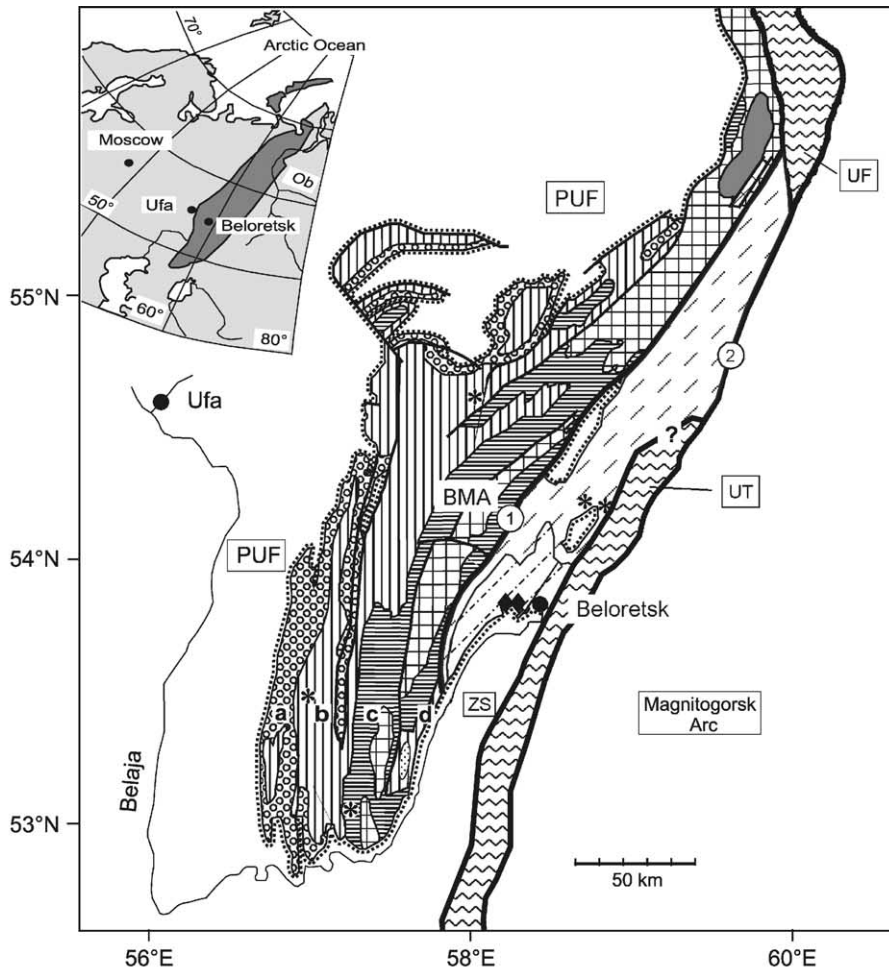 70°
Arctic Ocean
Moscow
Ob
50°
Ufa
Beloretsk
60°
80°
UF
PUF
55°N
2
Ufa
*
?
BMA
UT
* *
1
54°N
PUF
Beloretsk
*
a b c d
ZS
Magnitogorsk
Arc
Belaja
*
53°N
50 km
56°E 58°E 60°E